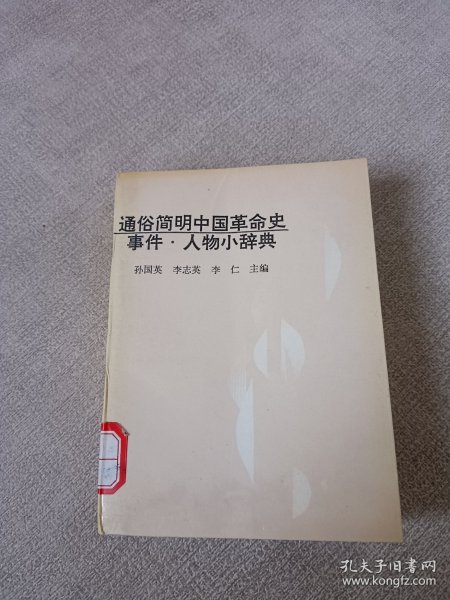 通俗简明中国革命史
事件·人物小辞典
孙国英 李志英 李仁 主编
孔夫子旧书网
www.kongfz.com